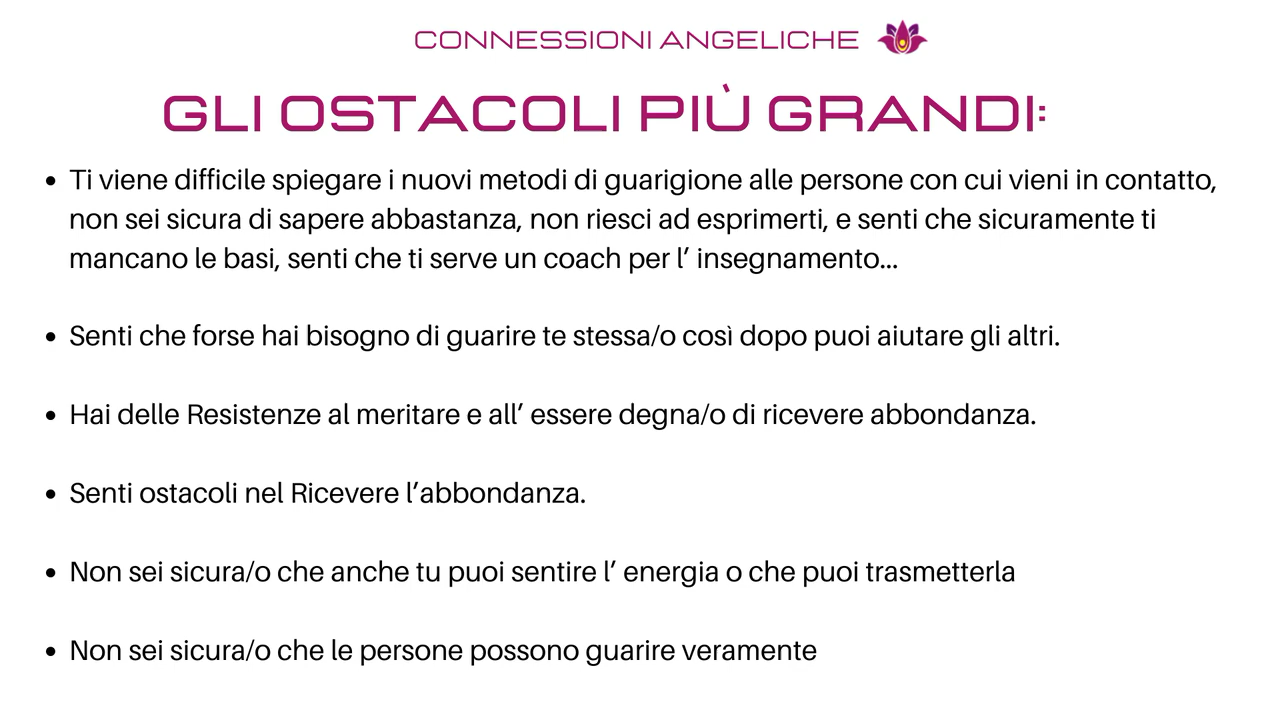 CONNESSIONI ANGELICHE
GLI OSTACOLI PIÙ GRANDI:
• Ti viene difficile spiegare i nuovi metodi di guarigione alle persone con cui vieni in contatto,
non sei sicura di sapere abbastanza, non riesci ad esprimerti, e senti che sicuramente ti
mancano le basi, senti che ti serve un coach per l’ insegnamento...
• Senti che forse hai bisogno di guarire te stessa/o così dopo puoi aiutare gli altri.
• Hai delle Resistenze al meritare e all’ essere degna/o di ricevere abbondanza.
• Senti ostacoli nel Ricevere l’abbondanza.
• Non sei sicura/o che anche tu puoi sentire l’ energia o che puoi trasmetterla
• Non sei sicura/o che le persone possono guarire veramente